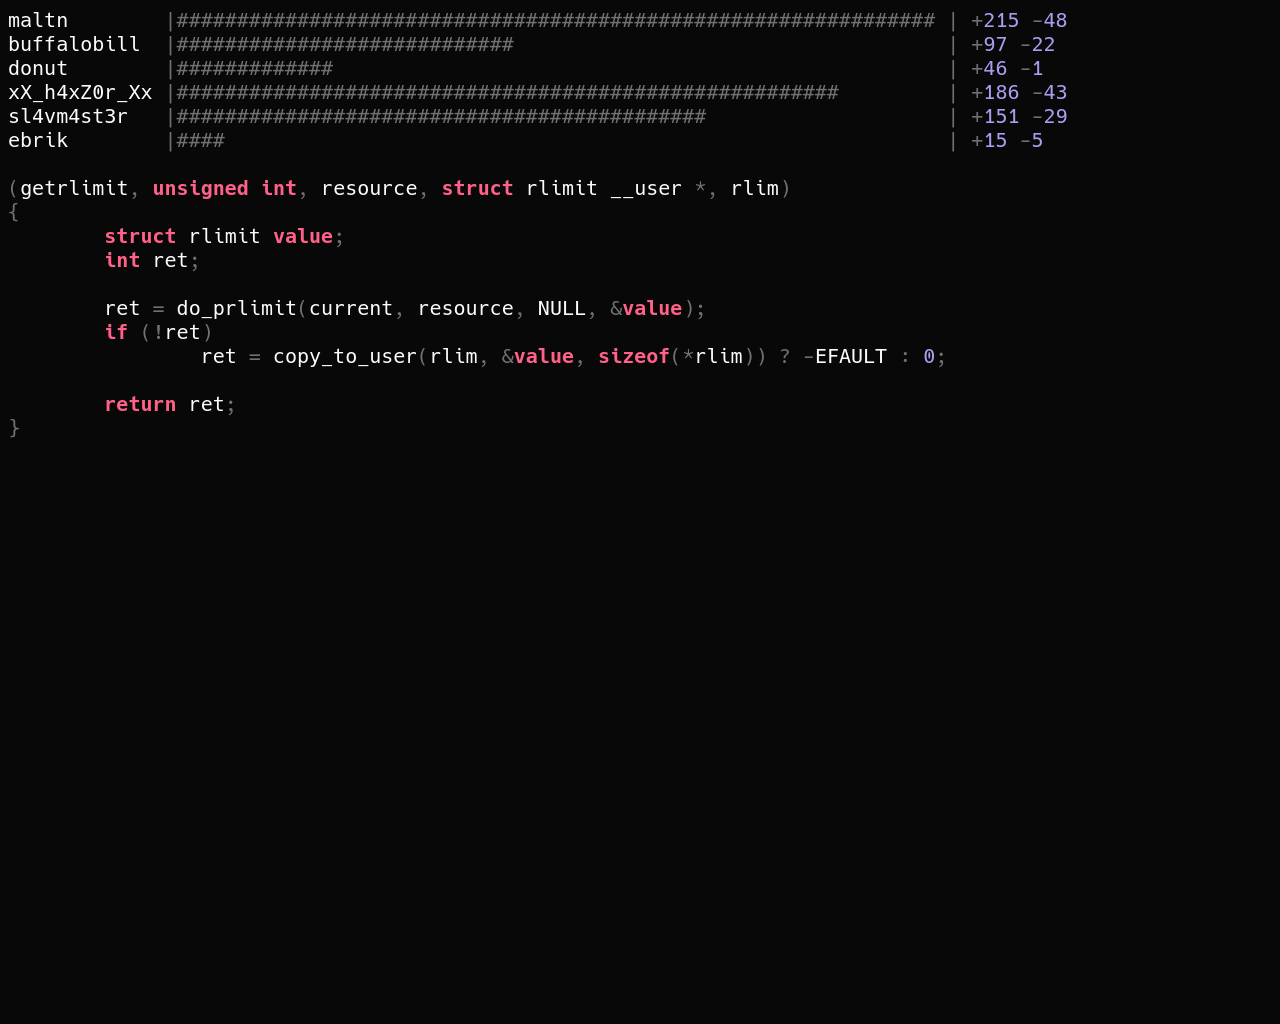 maltn        |############################################################### | +215 -48
buffalobill  |############################                                    | +97 -22
donut        |#############                                                   | +46 -1
xX_h4xZ0r_Xx |#######################################################         | +186 -43
sl4vm4st3r   |############################################                    | +151 -29
ebrik        |####                                                            | +15 -5

(getrlimit, unsigned int, resource, struct rlimit __user *, rlim)
{
        struct rlimit value;
        int ret;

        ret = do_prlimit(current, resource, NULL, &value);
        if (!ret)
                ret = copy_to_user(rlim, &value, sizeof(*rlim)) ? -EFAULT : 0;

        return ret;
}